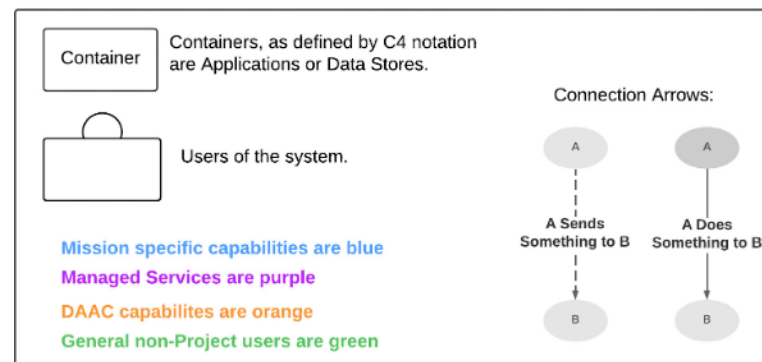 Container
Containers, as defined by C4 notation
are Applications or Data Stores.
Users of the system.
Mission specific capabilities are blue
Managed Services are purple
DAAC capabilites are orange
General non-Project users are green
Connection Arrows:
A
A
A Sends
Something to B
A Does
Something to B
B
B